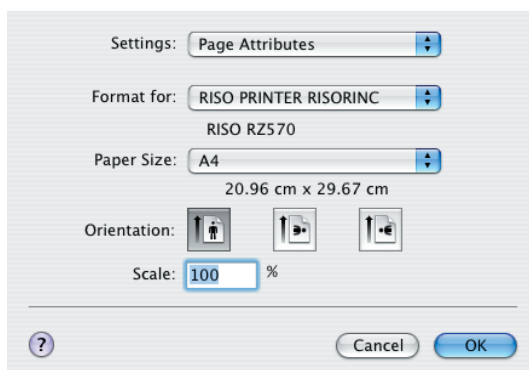 Settings: Page Attributes
Format for: RISO PRINTER RISORINC
RISO RZ570
Paper Size: A4
20.96 cm x 29.67 cm
Orientation:
Scale: 100 %
? Cancel OK